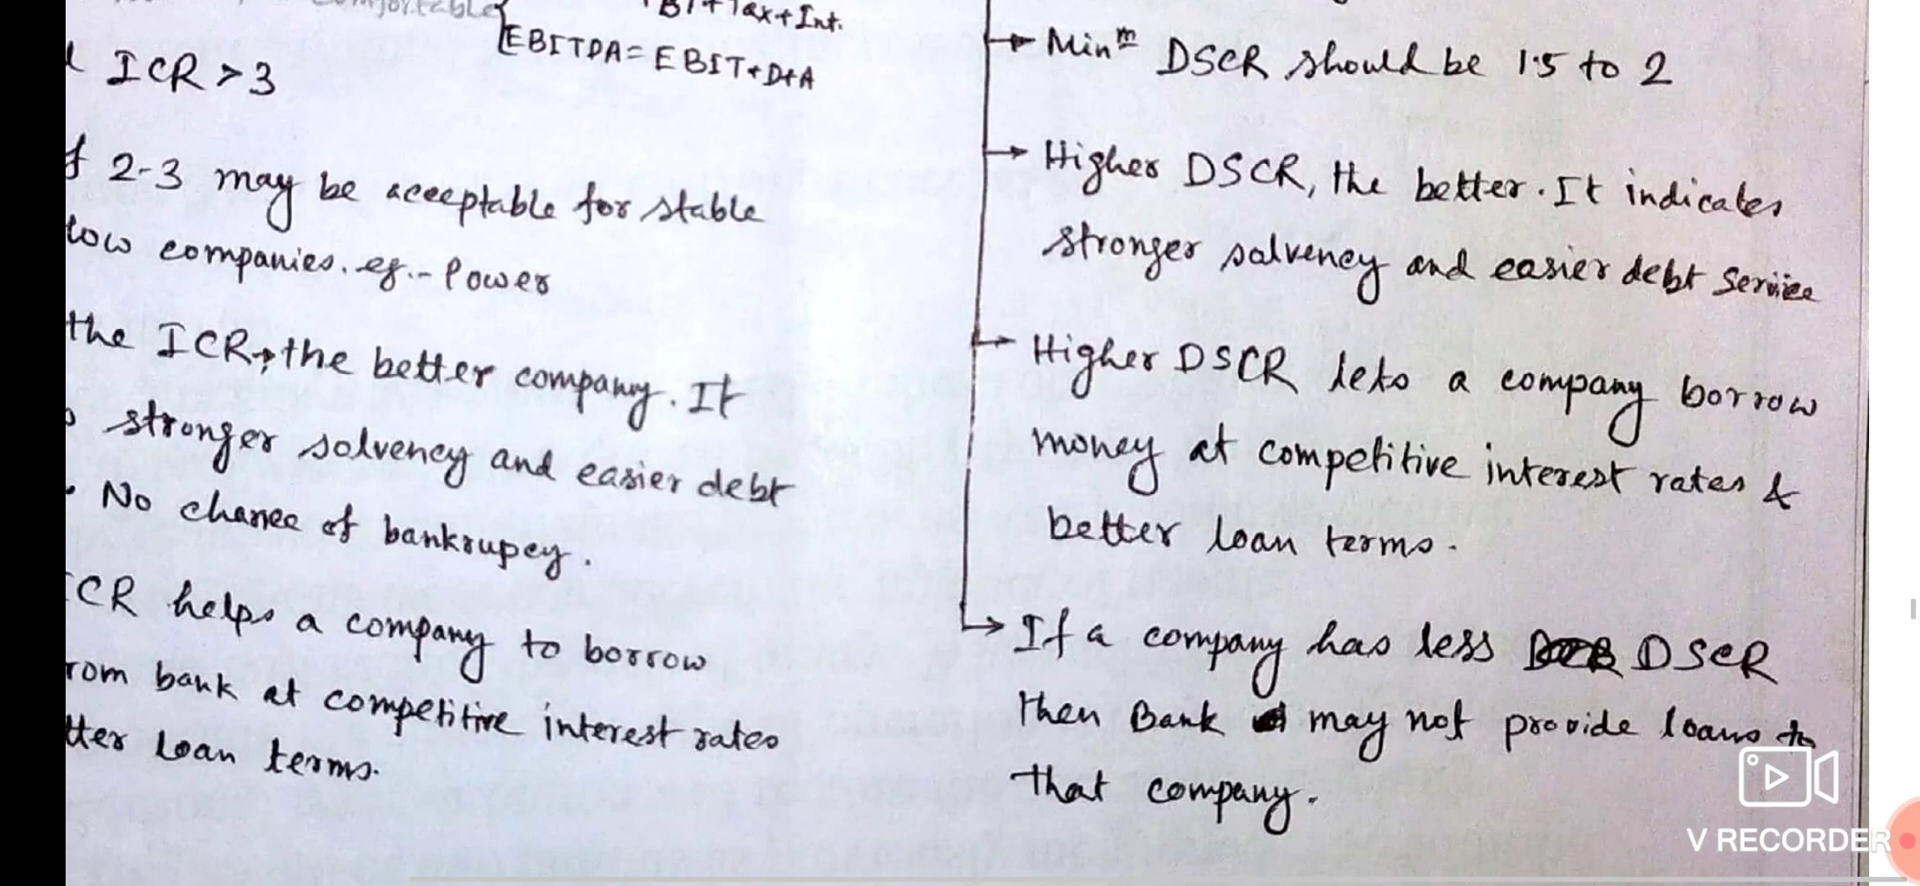 comfortable
+Tax+Int.
EBITDA=EBIT+D+A
ICR > 3
2-3 may be acceptable for stable
low companies. eg.- Power
the ICR, the better company. It
stronger solvency and easier debt
. No chance of bankrupcy.
CR helps a company to borrow
rom bank at competitive interest rates
tter loan terms.
→ Minm DSCR should be 1.5 to 2
→ Higher DSCR, the better. It indicates
stronger solvency and easier debt service
→ Higher DSCR lets a company borrow
money at competitive interest rates &
better loan terms.
→ If a company has less DSCR
then Bank may not provide loans to
that company.
V RECORDER